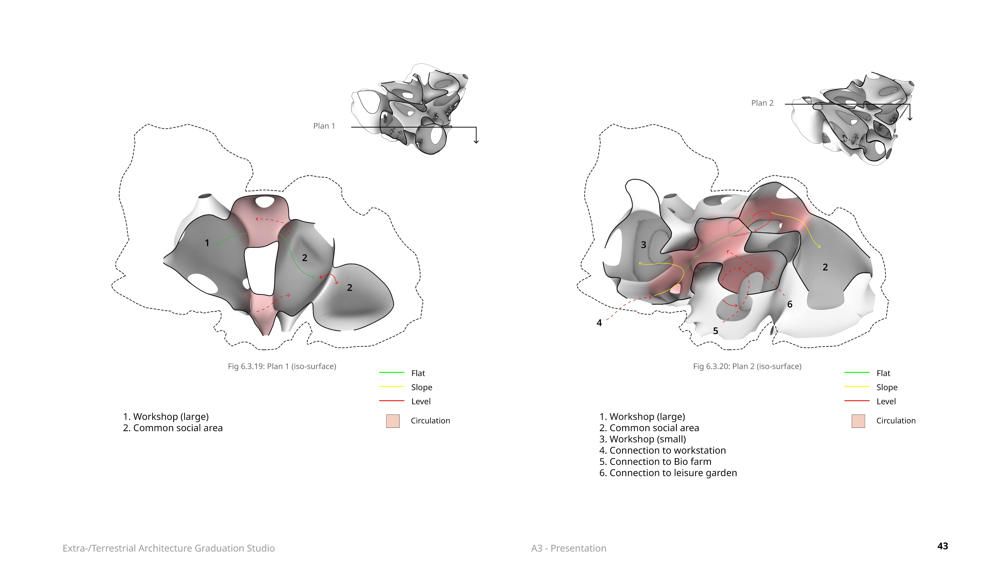 Plan 1
1
2
2
Fig 6.3.19: Plan 1 (iso-surface)
Flat
Slope
Level
Circulation
1. Workshop (large)
2. Common social area
Plan 2
3
2
4
5
6
Fig 6.3.20: Plan 2 (iso-surface)
Flat
Slope
Level
Circulation
1. Workshop (large)
2. Common social area
3. Workshop (small)
4. Connection to workstation
5. Connection to Bio farm
6. Connection to leisure garden
Extra-/Terrestrial Architecture Graduation Studio
A3 - Presentation
43